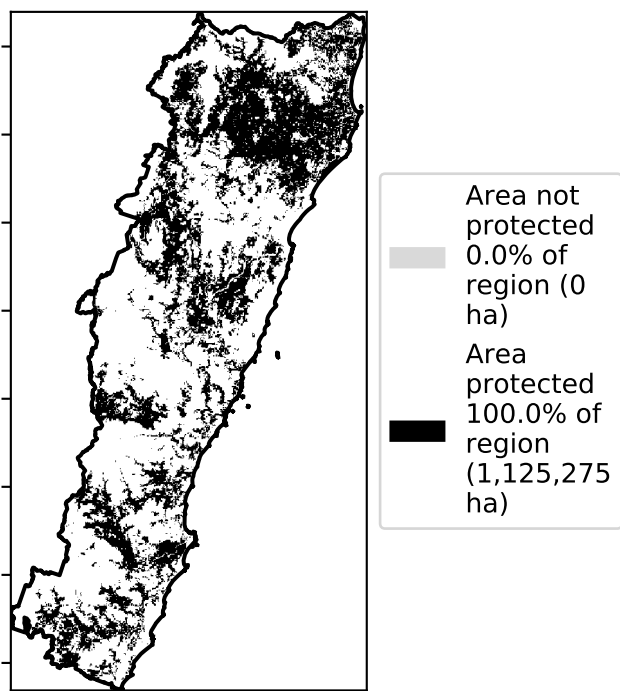 Area not
protected
0.0% of
region (0
ha)
Area
protected
100.0% of
region
(1,125,275
ha)